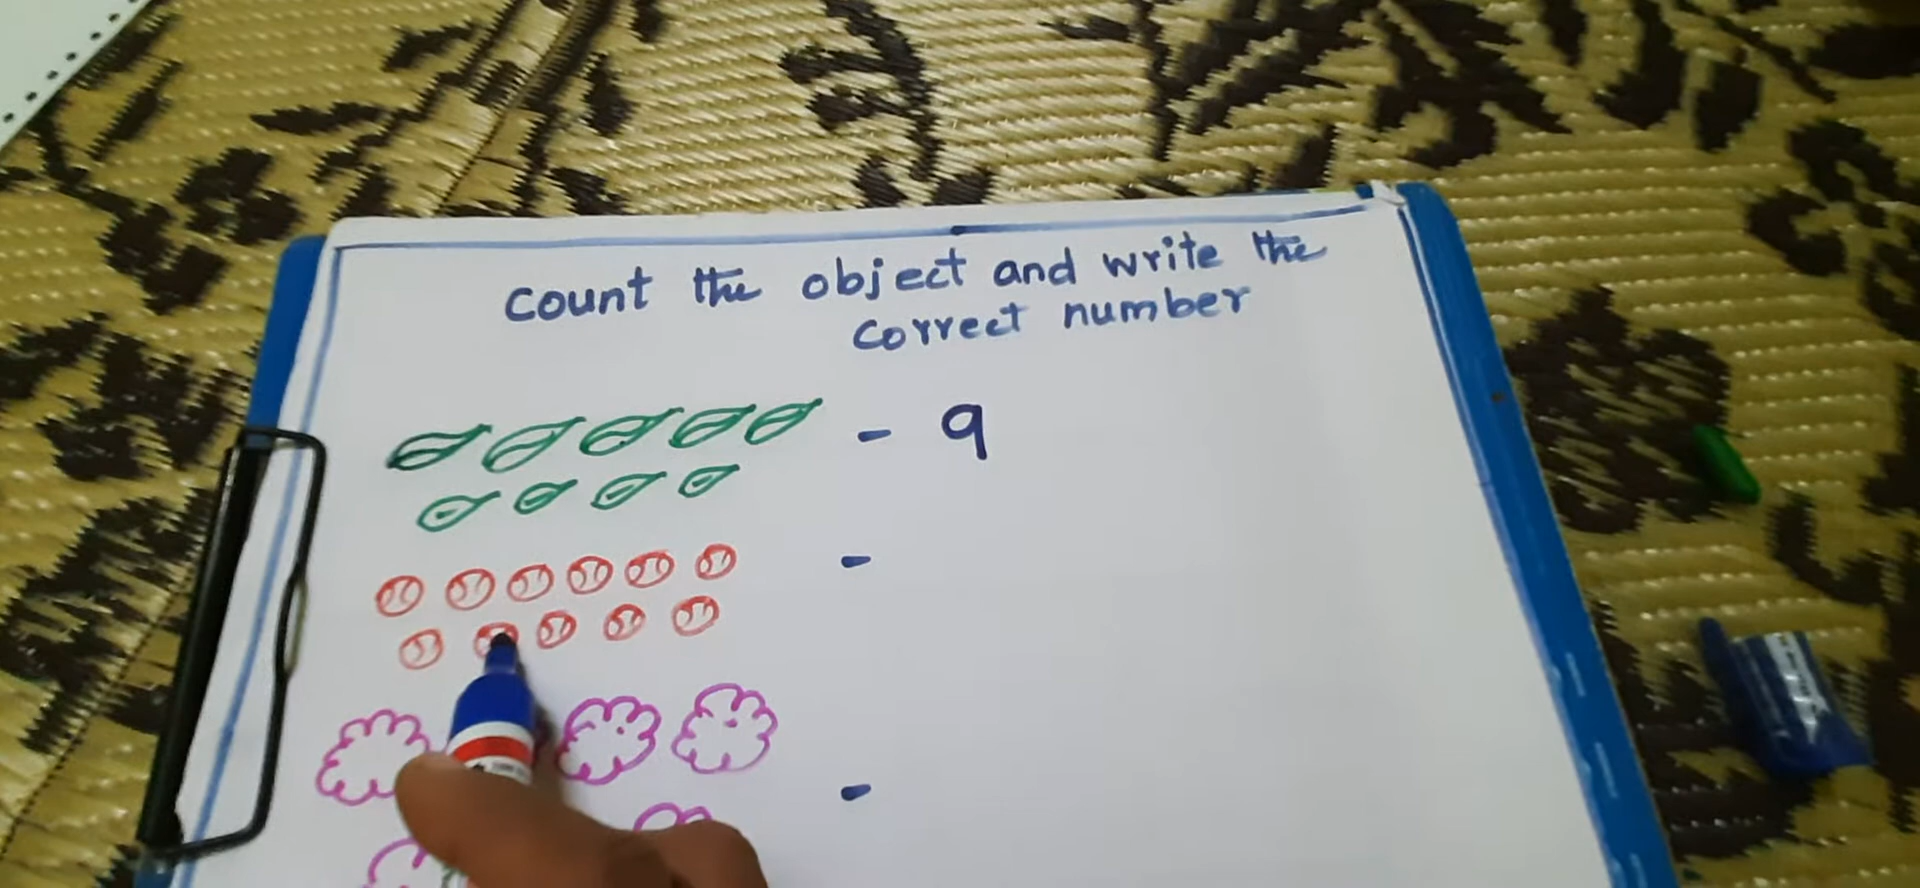 Count the object and write the
Correct number
- 9
-
-